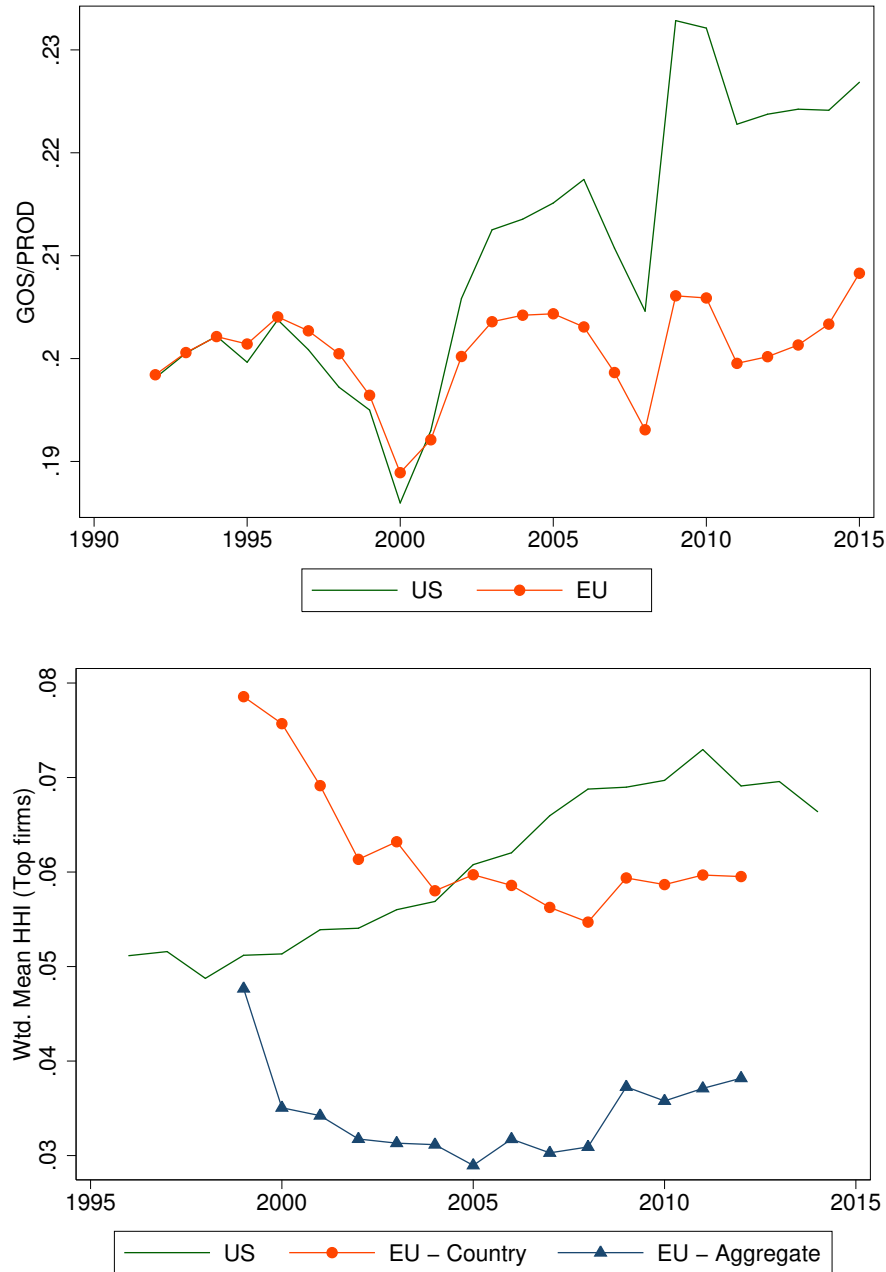 GOS/PROD
.23
.22
.21
.2
.19
1990 1995 2000 2005 2010 2015
US EU
Wtd. Mean HHI (Top firms)
.08
.07
.06
.05
.04
.03
1995 2000 2005 2010 2015
US EU − Country EU − Aggregate